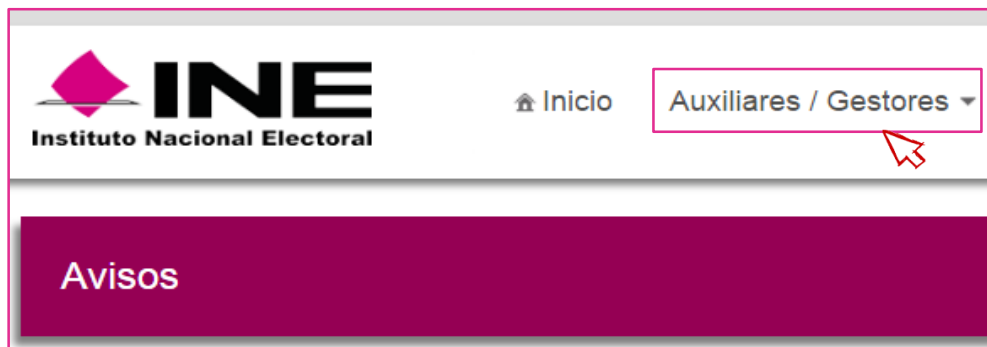 INE
Instituto Nacional Electoral
Inicio
Auxiliares / Gestores
Avisos